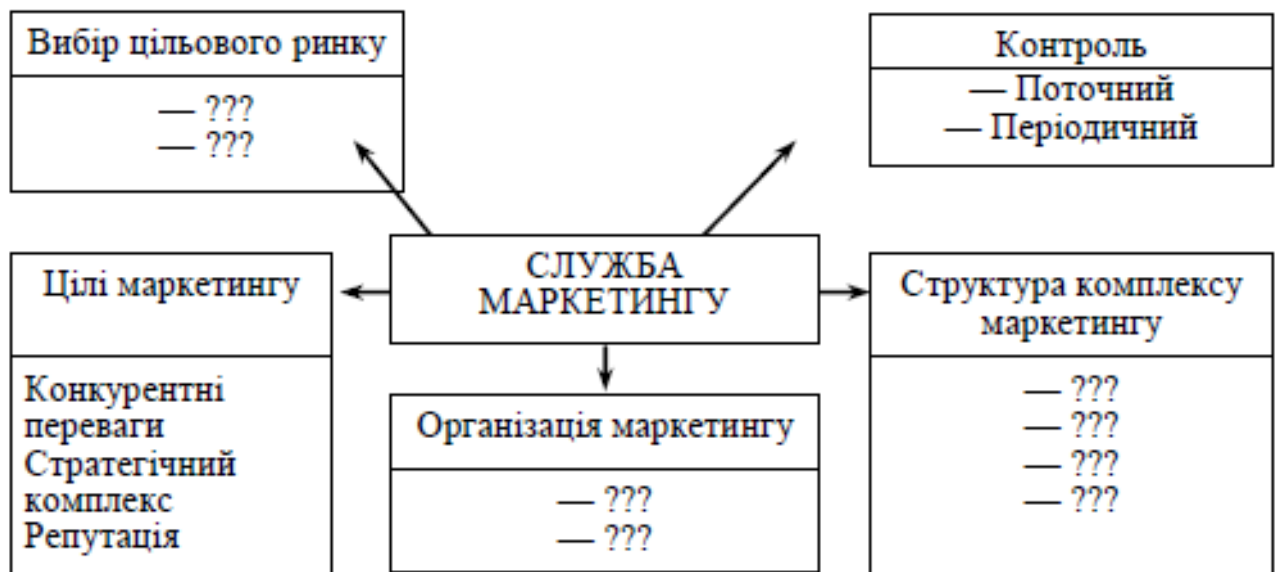 Вибір цільового ринку
— ???
— ???
Контроль
— Поточний
— Періодичний
СЛУЖБА
МАРКЕТИНГУ
Цілі маркетингу
Конкурентні
переваги
Стратегічний
комплекс
Репутація
Організація маркетингу
— ???
— ???
Структура комплексу
маркетингу
— ???
— ???
— ???
— ???